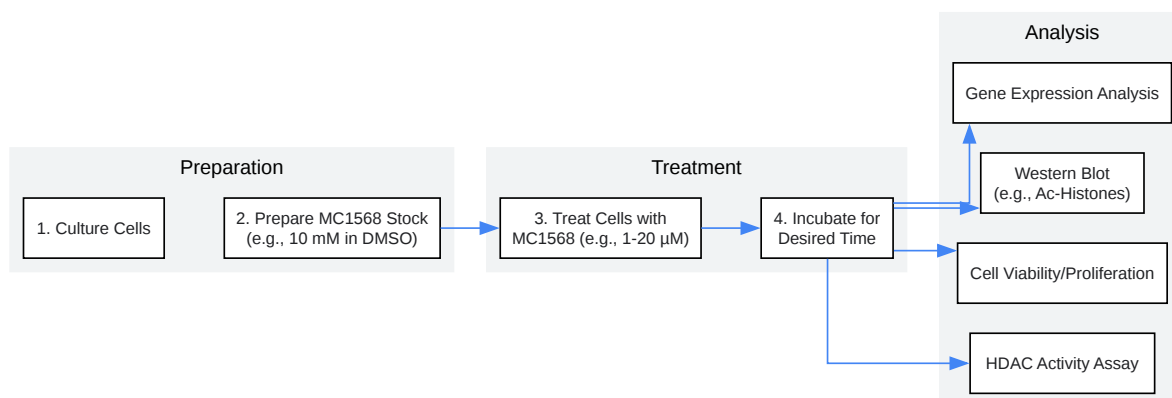 Preparation
1. Culture Cells
2. Prepare MC1568 Stock
(e.g., 10 mM in DMSO)
Treatment
3. Treat Cells with
MC1568 (e.g., 1-20 µM)
4. Incubate for
Desired Time
Analysis
Gene Expression Analysis
Western Blot
(e.g., Ac-Histones)
Cell Viability/Proliferation
HDAC Activity Assay